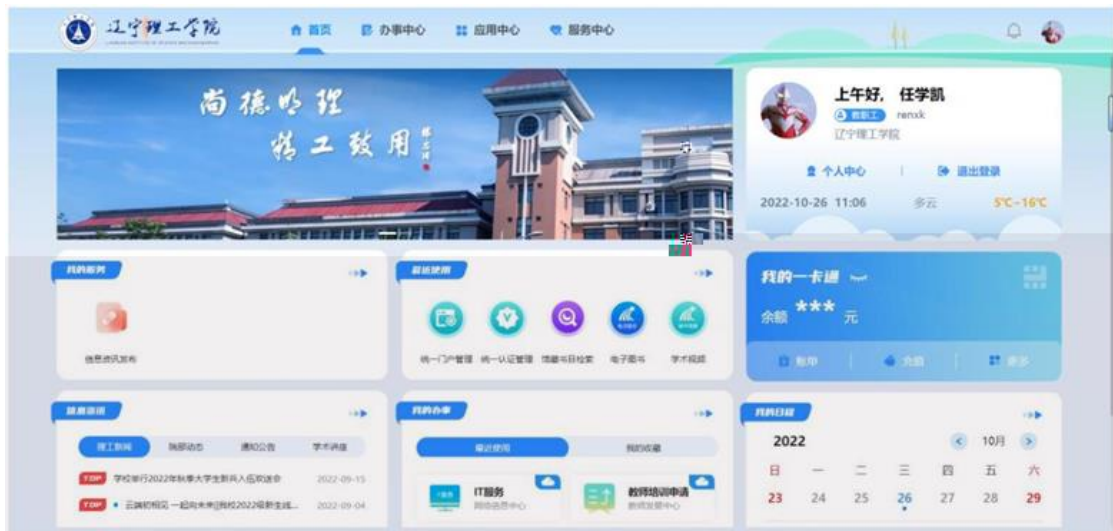 辽宁理工学院
首页 办事中心 应用中心 服务中心
尚德明理
精工致用
上午好, 任学凯
教职工 renxk
辽宁理工学院
个人中心 退出登录
2022-10-26 11:06 多云 5℃~16℃
我的服务
信息资讯发布
最近使用
统一门户管理 统一认证管理 馆藏书目检索 电子图书 学术视频
我的一卡通
余额 *** 元
账单 充值 更多
理工新闻 院部动态 通知公告 学术讲座
TOP 学校举行2022年秋季大学生新兵入伍欢送会 2022-09-15
TOP 云端初相见 一起向未来||我校2022级新生线... 2022-09-04
我的办事
最近使用 我的收藏
IT服务
网络信息中心
教师培训申请
教师发展中心
我的日程
2022 < 10月 >
日 一 二 三 四 五 六
23 24 25 26 27 28 29